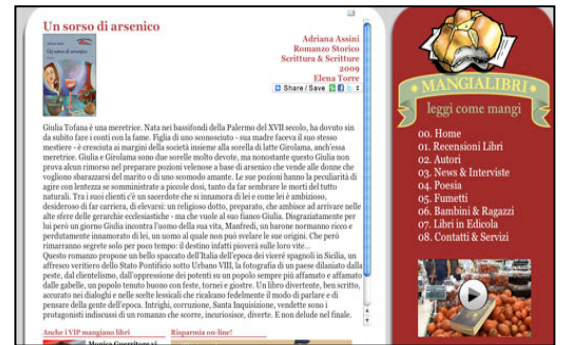 Un sorso di arsenico
Adriana Assini
Romanzo Storico
Scrittura & Scritture
2009
Elena Torre
Share / Save
Giulia Tofana è una meretrice. Nata nei bassifondi della Palermo del XVII secolo, ha dovuto sin
da subito fare i conti con la fame. Figlia di uno sconosciuto - sua madre faceva il suo stesso
mestiere - è cresciuta ai margini della società insieme alla sorella di latte Girolama, anch'essa
meretrice. Giulia e Girolama sono due sorelle molto devote, ma nonostante questo Giulia non
prova alcun rimorso nel preparare pozioni velenose a base di arsenico che vende alle donne che
vogliono sbarazzarsi del marito o di uno scomodo amante. Le sue pozioni hanno la peculiarità di
agire con lentezza se somministrate a piccole dosi, tanto da far sembrare le morti del tutto
naturali. Tra i suoi clienti c'è un sacerdote che si innamora di lei e come lei è ambizioso,
desideroso di far carriera, di elevarsi: un religioso dotto, preparato, che ambisce ad arrivare nelle
alte sfere delle gerarchie ecclesiastiche - ma che vuole al suo fianco Giulia. Disgraziatamente per
lui però un giorno Giulia incontra l'uomo della sua vita, Manfredi, un barone normanno ricco e
perdutamente innamorato di lei, un uomo al quale non può svelare le sue origini. Che però
rimarranno segrete solo per poco tempo: il destino infatti pioverà sulle loro vite...
Questo romanzo propone un bello spaccato dell'Italia dell'epoca dei viceré spagnoli in Sicilia, un
affresco veritiero dello Stato Pontificio sotto Urbano VIII, la fotografia di un paese dilaniato dalla
peste, dal clientelismo, dall'oppressione dei potenti su un popolo sempre più affamato e affamato
dalle gabelle, un popolo tenuto buono con feste, tornei e giostre. Un libro divertente, ben scritto,
accurato nei dialoghi e nelle scelte lessicali che ricalcano fedelmente il modo di parlare e di
pensare della gente dell'epoca. Intrighi, corruzione, Santa Inquisizione, vendette sono i
protagonisti indiscussi di un romanzo che scorre, incuriosisce, diverte. E non delude nel finale.
Anche i VIP mangiano libri
Risparmia on-line!
MANGIALIBRI
leggi come mangi
00. Home
01. Recensioni Libri
02. Autori
03. News & Interviste
04. Poesia
05. Fumetti
06. Bambini & Ragazzi
07. Libri in Edicola
08. Contatti & Servizi